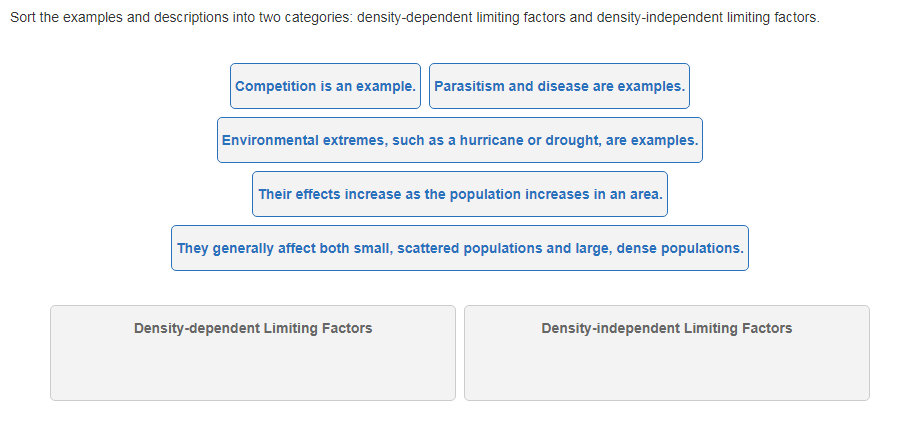 Sort the examples and descriptions into two categories: density-dependent limiting factors and density-independent limiting factors.
Competition is an example. Parasitism and disease are examples.
Environmental extremes, such as a hurricane or drought, are examples.
Their effects increase as the population increases in an area.
They generally affect both small, scattered populations and large, dense populations.
Density-dependent Limiting Factors Density-independent Limiting Factors